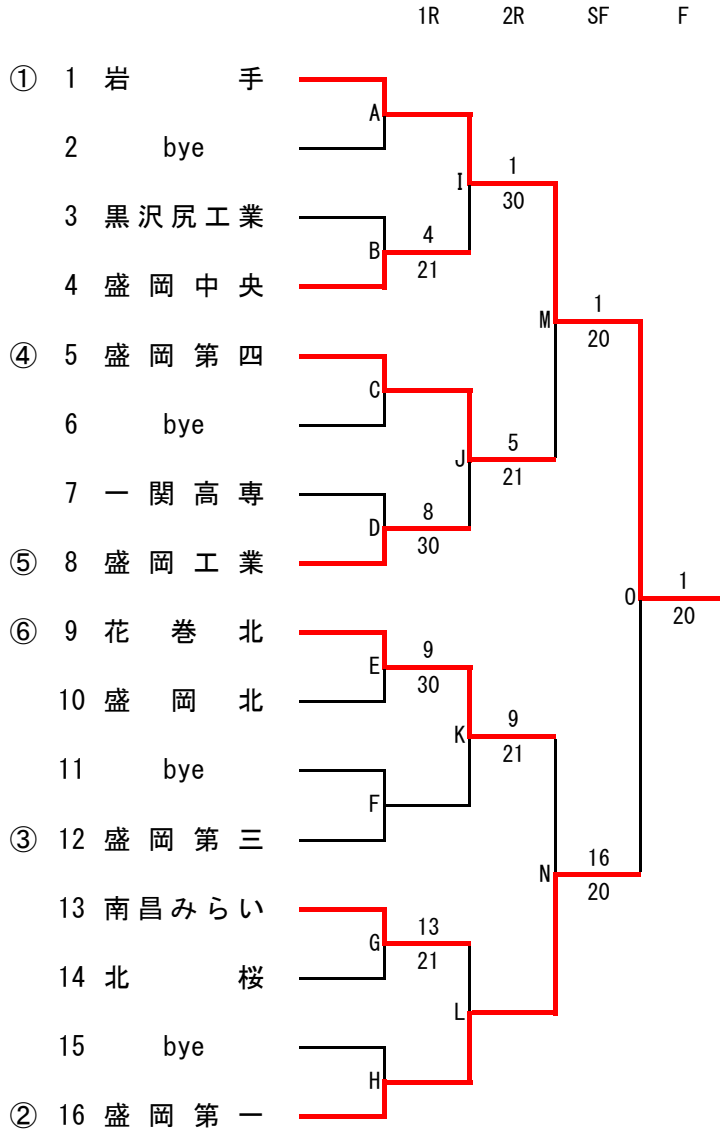 1R 2R SF F
① 1 岩手
A
2 bye
I 1
30
3 黒沢尻工業
B 4
21
4 盛岡中央
M 1
20
④ 5 盛岡第四
C
6 bye
J 5
21
7 一関高専
D 8
30
⑤ 8 盛岡工業
O 1
20
⑥ 9 花巻北
E 9
30
10 盛岡北
K 9
21
11 bye
F
③ 12 盛岡第三
N 16
20
13 南昌みらい
G 13
21
14 北桜
L
15 bye
H
② 16 盛岡第一